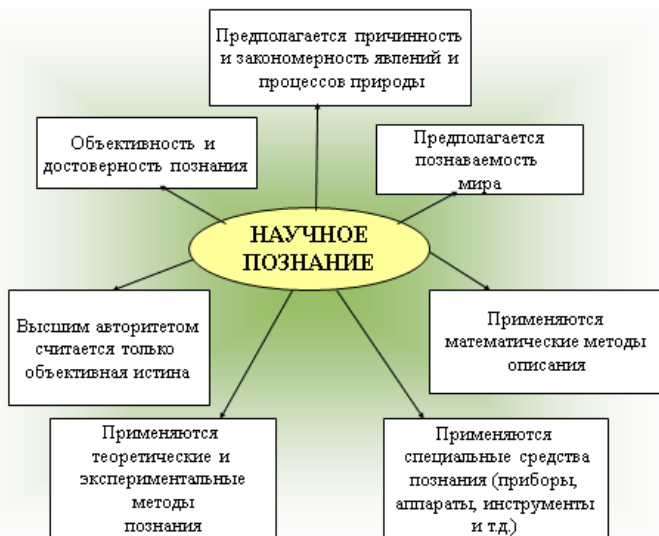 Предполагается причинность
и закономерность явлений и
процессов природы
Объективность и
достоверность познания
Предполагается
познаваемость
мира
НАУЧНОЕ
ПОЗНАНИЕ
Высшим авторитетом
считается только
объективная истина
Применяются
математические методы
описания
Применяются
теоретические и
экспериментальные
методы
познания
Применяются
специальные средства
познания (приборы,
аппараты, инструменты
и т.д.)